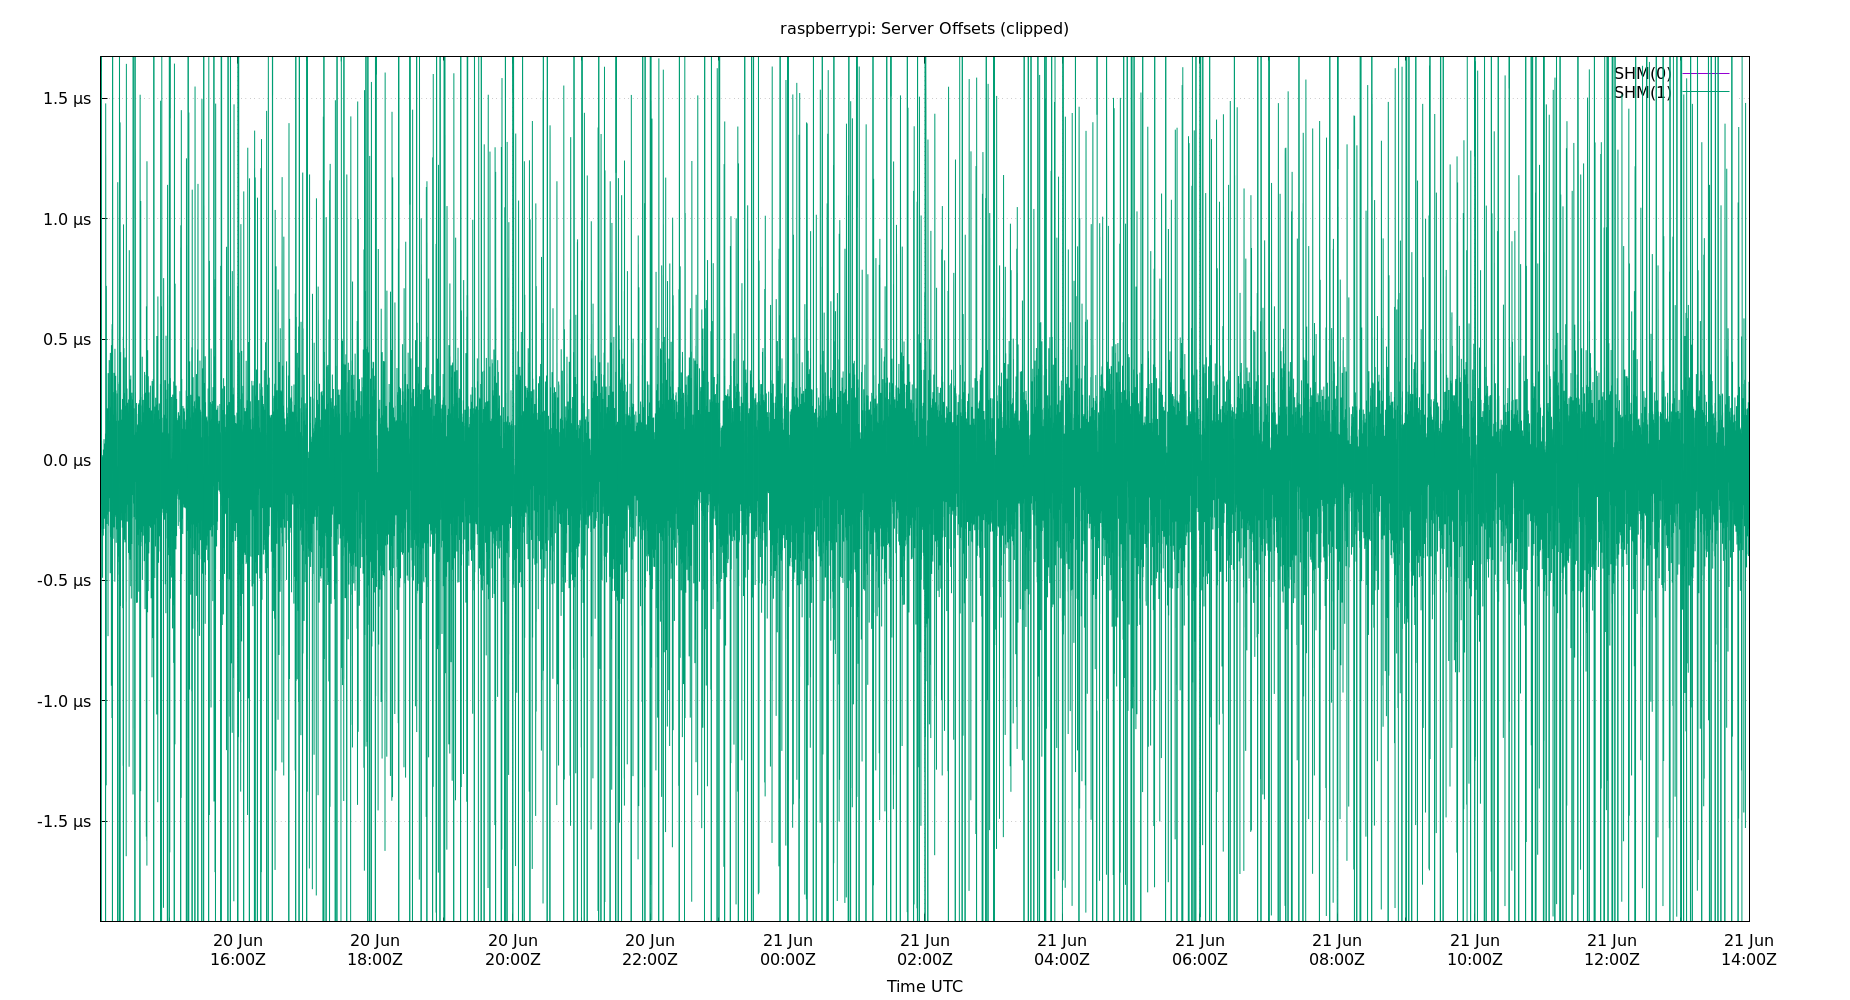 raspberrypi: Server Offsets (clipped)
SHM(0)
SHM(1)
1.5 µs
1.0 µs
0.5 µs
0.0 µs
-0.5 µs
-1.0 µs
-1.5 µs
20 Jun 20 Jun 20 Jun 20 Jun 21 Jun 21 Jun 21 Jun 21 Jun 21 Jun 21 Jun 21 Jun 21 Jun
16:00Z 18:00Z 20:00Z 22:00Z 00:00Z 02:00Z 04:00Z 06:00Z 08:00Z 10:00Z 12:00Z 14:00Z
Time UTC